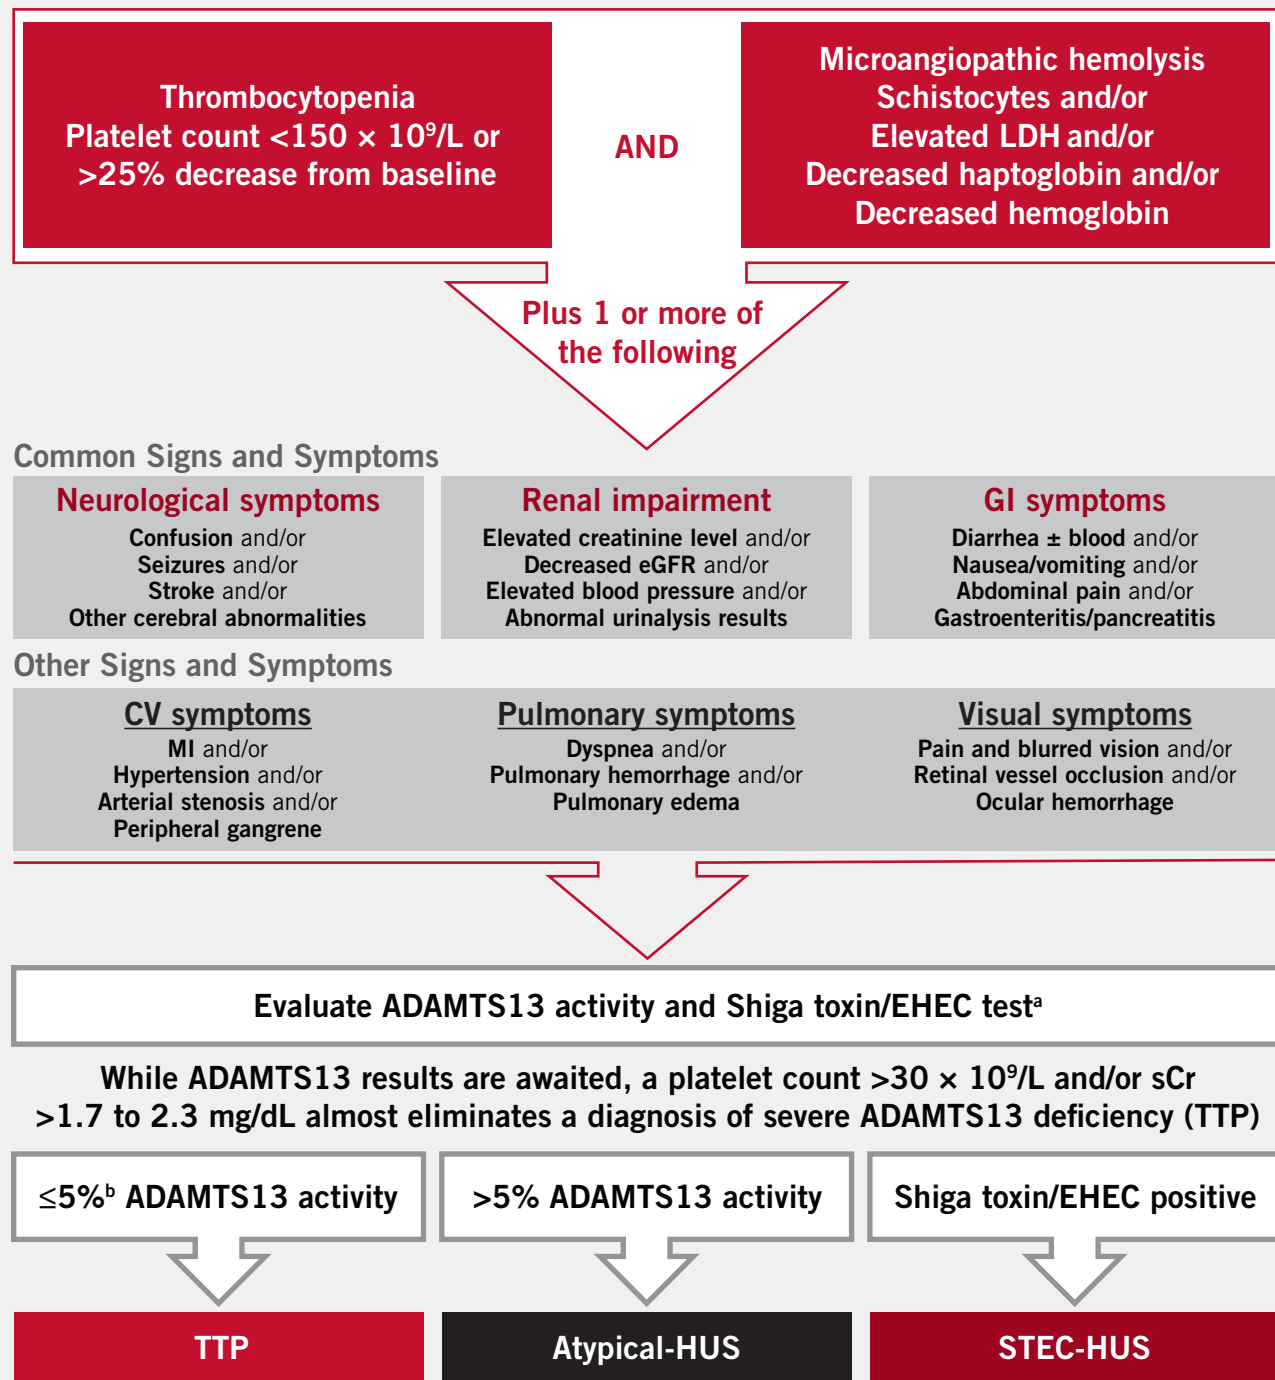 Thrombocytopenia
Platelet count <150 × 10⁹/L or
>25% decrease from baseline
AND
Microangiopathic hemolysis
Schistocytes and/or
Elevated LDH and/or
Decreased haptoglobin and/or
Decreased hemoglobin
Plus 1 or more of
the following
Common Signs and Symptoms
Neurological symptoms
Confusion and/or
Seizures and/or
Stroke and/or
Other cerebral abnormalities
Renal impairment
Elevated creatinine level and/or
Decreased eGFR and/or
Elevated blood pressure and/or
Abnormal urinalysis results
GI symptoms
Diarrhea ± blood and/or
Nausea/vomiting and/or
Abdominal pain and/or
Gastroenteritis/pancreatitis
Other Signs and Symptoms
CV symptoms
MI and/or
Hypertension and/or
Arterial stenosis and/or
Peripheral gangrene
Pulmonary symptoms
Dyspnea and/or
Pulmonary hemorrhage and/or
Pulmonary edema
Visual symptoms
Pain and blurred vision and/or
Retinal vessel occlusion and/or
Ocular hemorrhage
Evaluate ADAMTS13 activity and Shiga toxin/EHEC testᵃ
While ADAMTS13 results are awaited, a platelet count >30 × 10⁹/L and/or sCr
>1.7 to 2.3 mg/dL almost eliminates a diagnosis of severe ADAMTS13 deficiency (TTP)
≤5%ᵇ ADAMTS13 activity
>5% ADAMTS13 activity
Shiga toxin/EHEC positive
TTP
Atypical-HUS
STEC-HUS